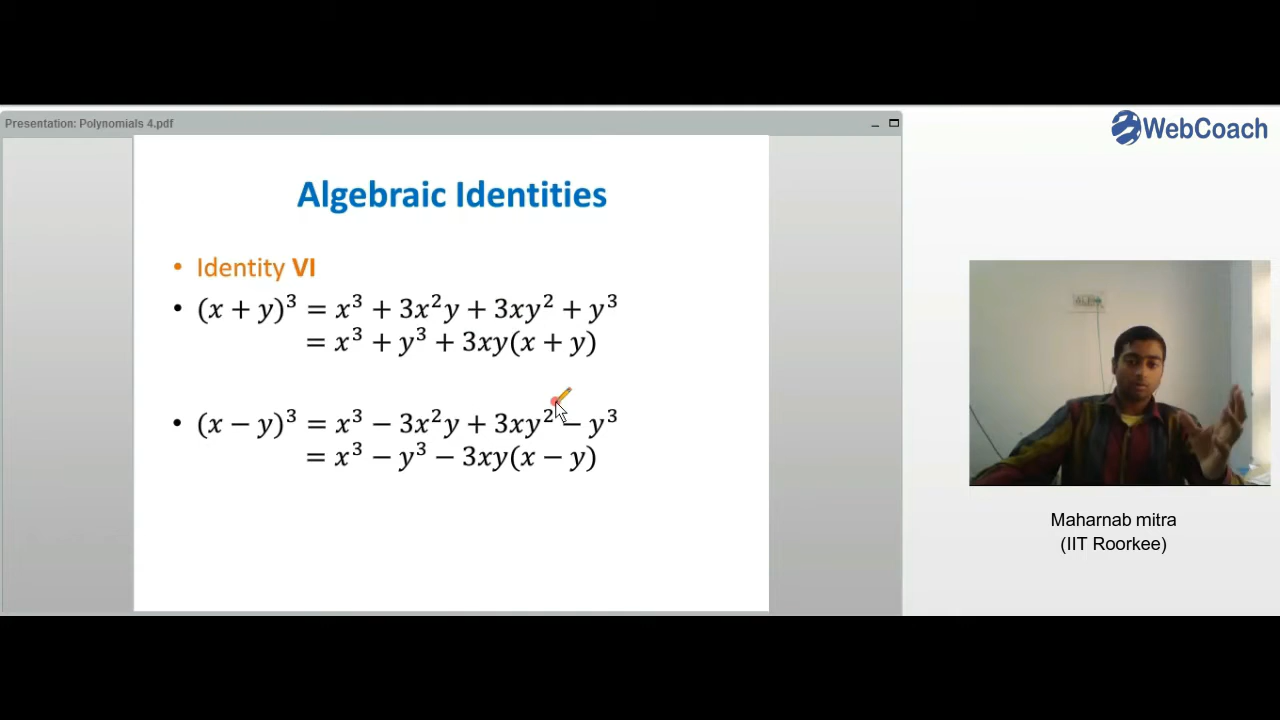 Presentation: Polynomials 4.pdf
WebCoach
Algebraic Identities
• Identity VI
• (x + y)³ = x³ + 3x²y + 3xy² + y³
= x³ + y³ + 3xy(x + y)
• (x − y)³ = x³ − 3x²y + 3xy² − y³
= x³ − y³ − 3xy(x − y)
Maharnab mitra
(IIT Roorkee)